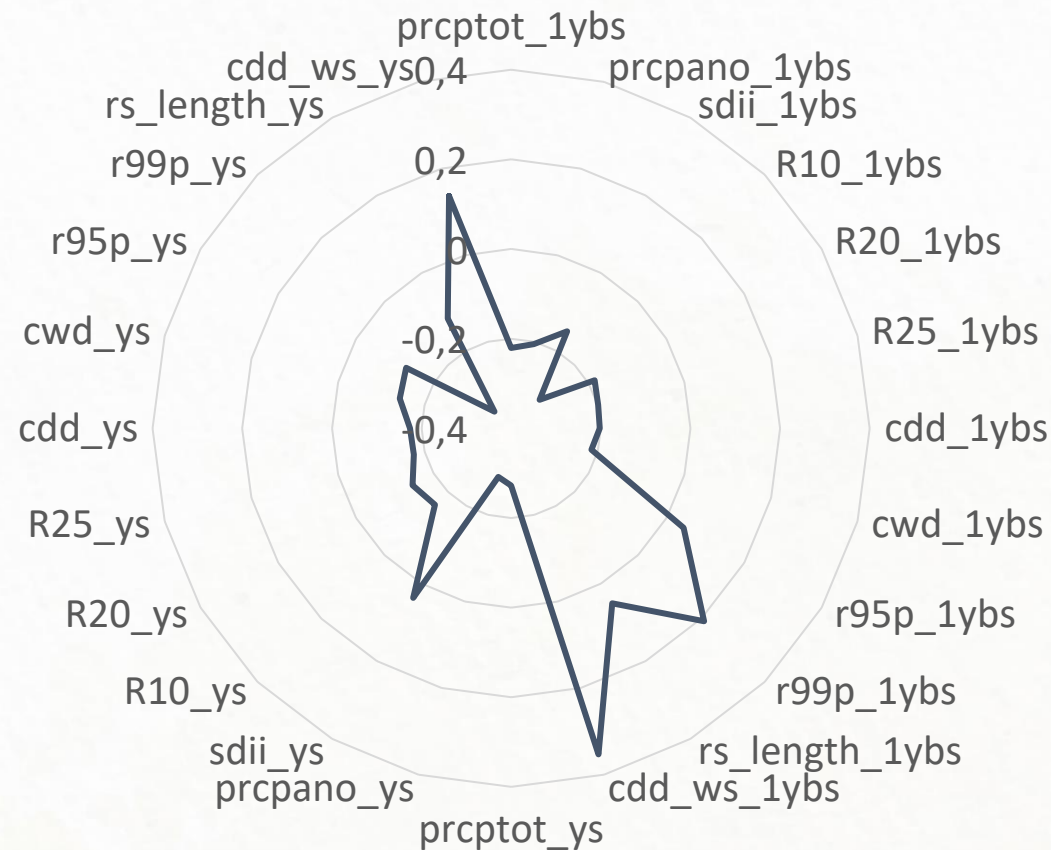 prcptot_1ybs
prcpano_1ybs
sdii_1ybs
R10_1ybs
R20_1ybs
R25_1ybs
cdd_1ybs
cwd_1ybs
r95p_1ybs
r99p_1ybs
rs_length_1ybs
cdd_ws_1ybs
prcptot_ys
prcpano_ys
sdii_ys
R10_ys
R20_ys
R25_ys
cdd_ys
cwd_ys
r95p_ys
r99p_ys
rs_length_ys
cdd_ws_ys
0,4
0,2
0
-0,2
-0,4